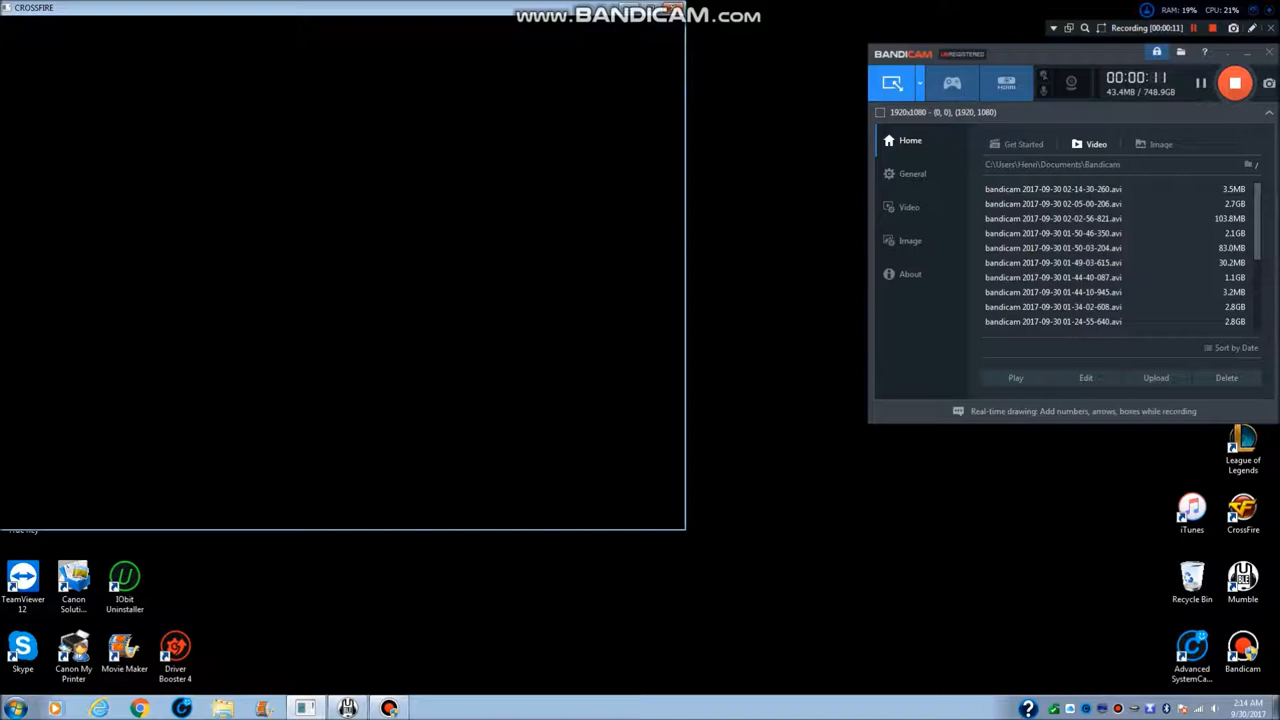 CROSSFIRE
www.BANDICAM.com
RAM: 19%
CPU: 21%
Recording [00:00:11]
BANDICAM
UNREGISTERED
00:00:11
43.4MB / 748.9GB
1920x1080 - (0, 0), (1920, 1080)
Home
General
Video
Image
About
Get Started
Video
Image
C:\Users\Henri\Documents\Bandicam
bandicam 2017-09-30 02-14-30-260.avi 3.5MB
bandicam 2017-09-30 02-05-00-206.avi 2.7GB
bandicam 2017-09-30 02-02-56-821.avi 103.8MB
bandicam 2017-09-30 01-50-46-350.avi 2.1GB
bandicam 2017-09-30 01-50-03-204.avi 83.0MB
bandicam 2017-09-30 01-49-03-615.avi 30.2MB
bandicam 2017-09-30 01-44-40-087.avi 1.1GB
bandicam 2017-09-30 01-44-10-945.avi 3.2MB
bandicam 2017-09-30 01-34-02-608.avi 2.8GB
bandicam 2017-09-30 01-24-55-640.avi 2.8GB
Sort by Date
Play
Edit
Upload
Delete
Real-time drawing: Add numbers, arrows, boxes while recording
League of
Legends
iTunes
CrossFire
TeamViewer
12
Canon
Soluti...
IObit
Uninstaller
Recycle Bin
Mumble
Skype
Canon My
Printer
Movie Maker
Driver
Booster 4
Advanced
SystemCa...
Bandicam
2:14 AM
9/30/2017